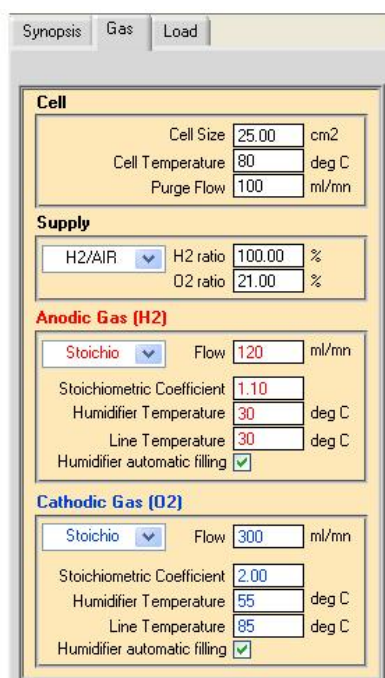 Synopsis Gas Load
Cell
Cell Size 25.00 cm2
Cell Temperature 80 deg C
Purge Flow 100 ml/mn
Supply
H2/AIR H2 ratio 100.00 %
O2 ratio 21.00 %
Anodic Gas (H2)
Stoichio Flow 120 ml/mn
Stoichiometric Coefficient 1.10
Humidifier Temperature 30 deg C
Line Temperature 30 deg C
Humidifier automatic filling
Cathodic Gas (O2)
Stoichio Flow 300 ml/mn
Stoichiometric Coefficient 2.00
Humidifier Temperature 55 deg C
Line Temperature 85 deg C
Humidifier automatic filling